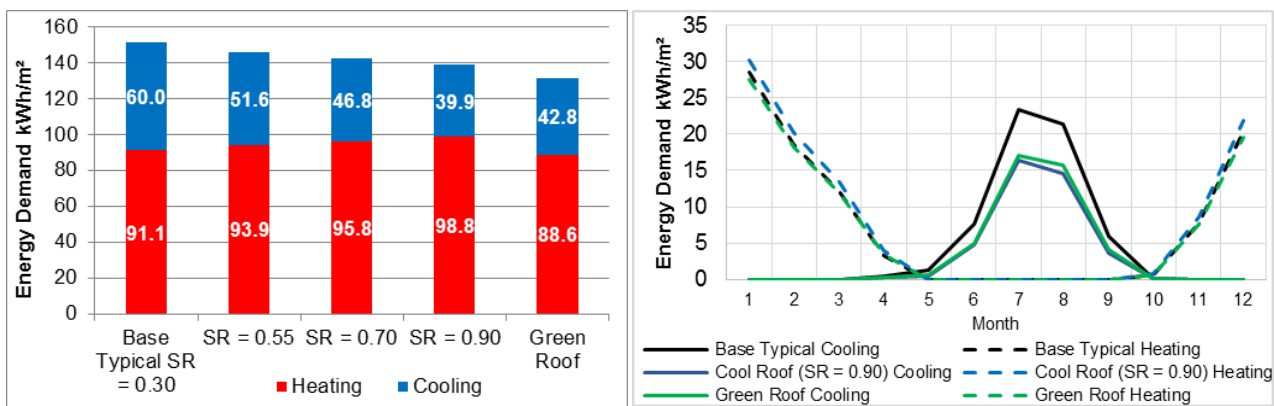 Energy Demand kWh/m²
160
140
120
100
80
60
40
20
0
60.0
51.6
46.8
39.9
42.8
91.1
93.9
95.8
98.8
88.6
Base
Typical SR
= 0.30
SR = 0.55
SR = 0.70
SR = 0.90
Green
Roof
Heating
Cooling
Energy Demand kWh/m²
35
30
25
20
15
10
5
0
1 2 3 4 5 6 7 8 9 10 11 12
Month
Base Typical Cooling
Base Typical Heating
Cool Roof (SR = 0.90) Cooling
Cool Roof (SR = 0.90) Heating
Green Roof Cooling
Green Roof Heating